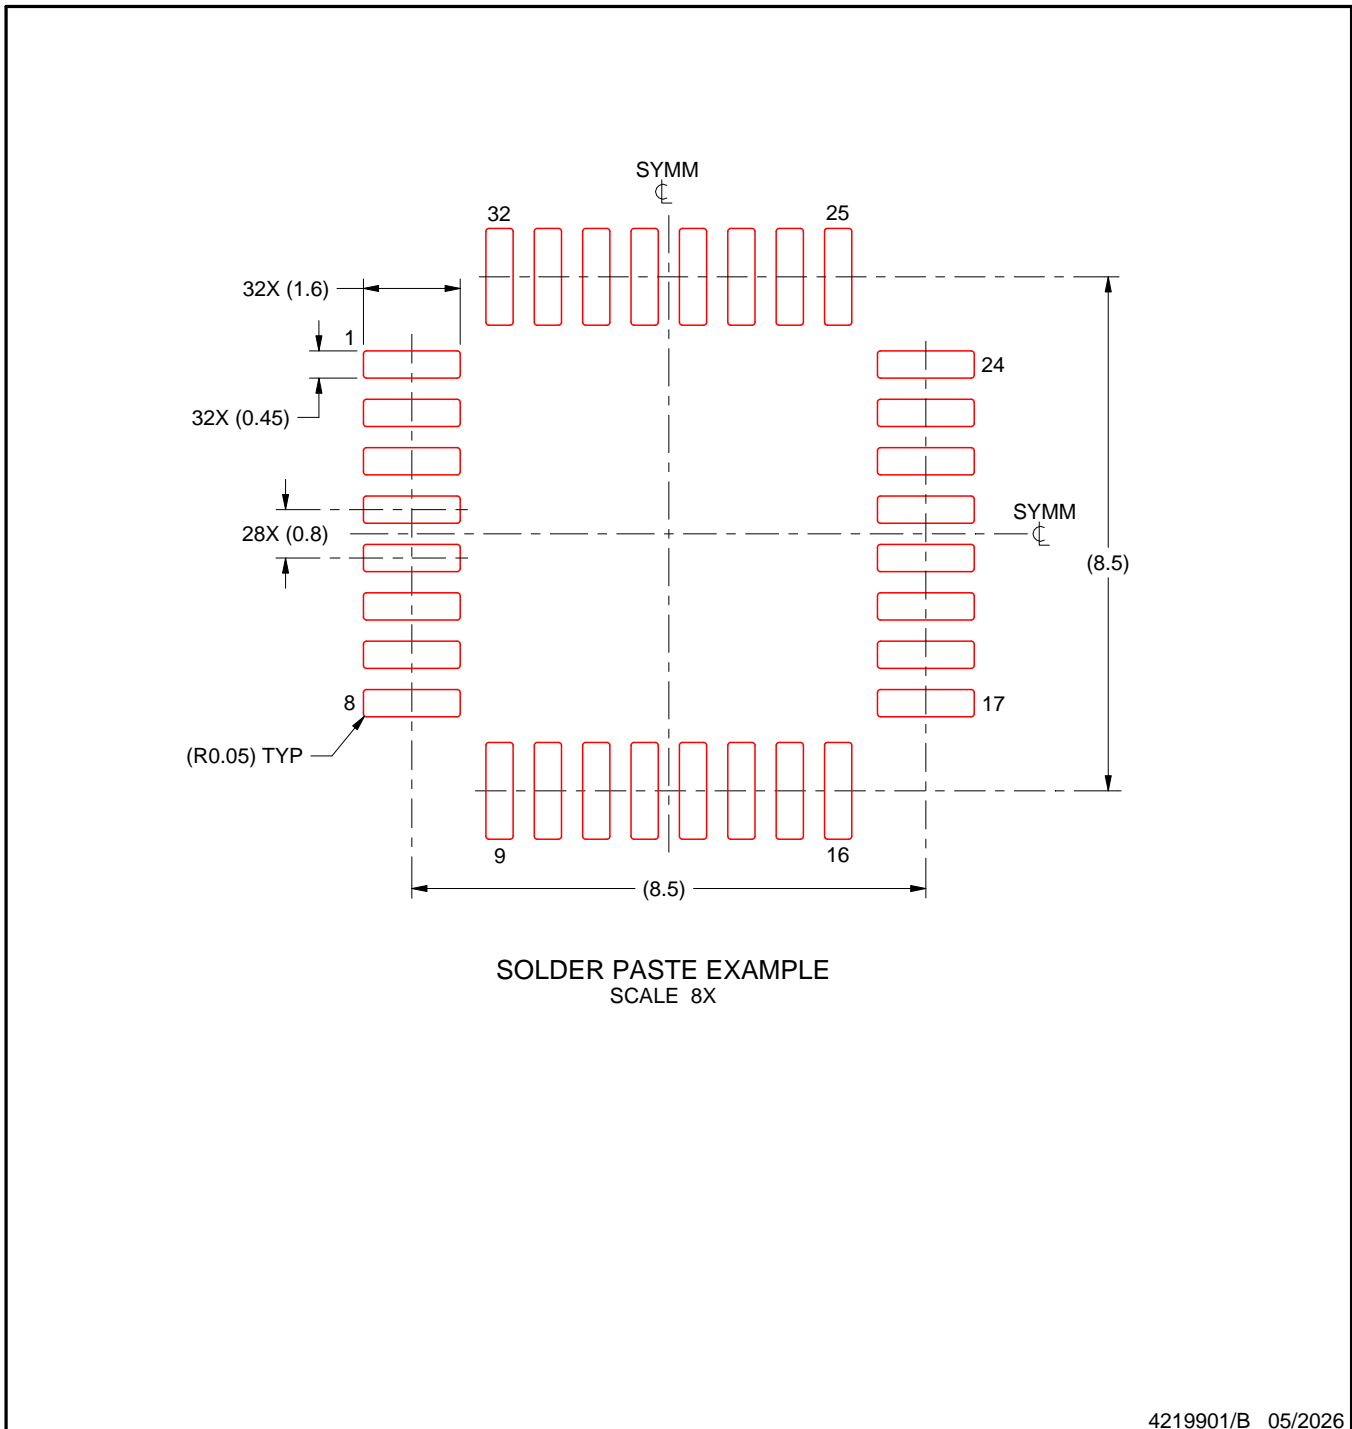 SYMM
32
25
32X (1.6)
1
24
32X (0.45)
SYMM
28X (0.8)
(8.5)
8
17
(R0.05) TYP
9
16
(8.5)
SOLDER PASTE EXAMPLE
SCALE 8X
4219901/B 05/2026